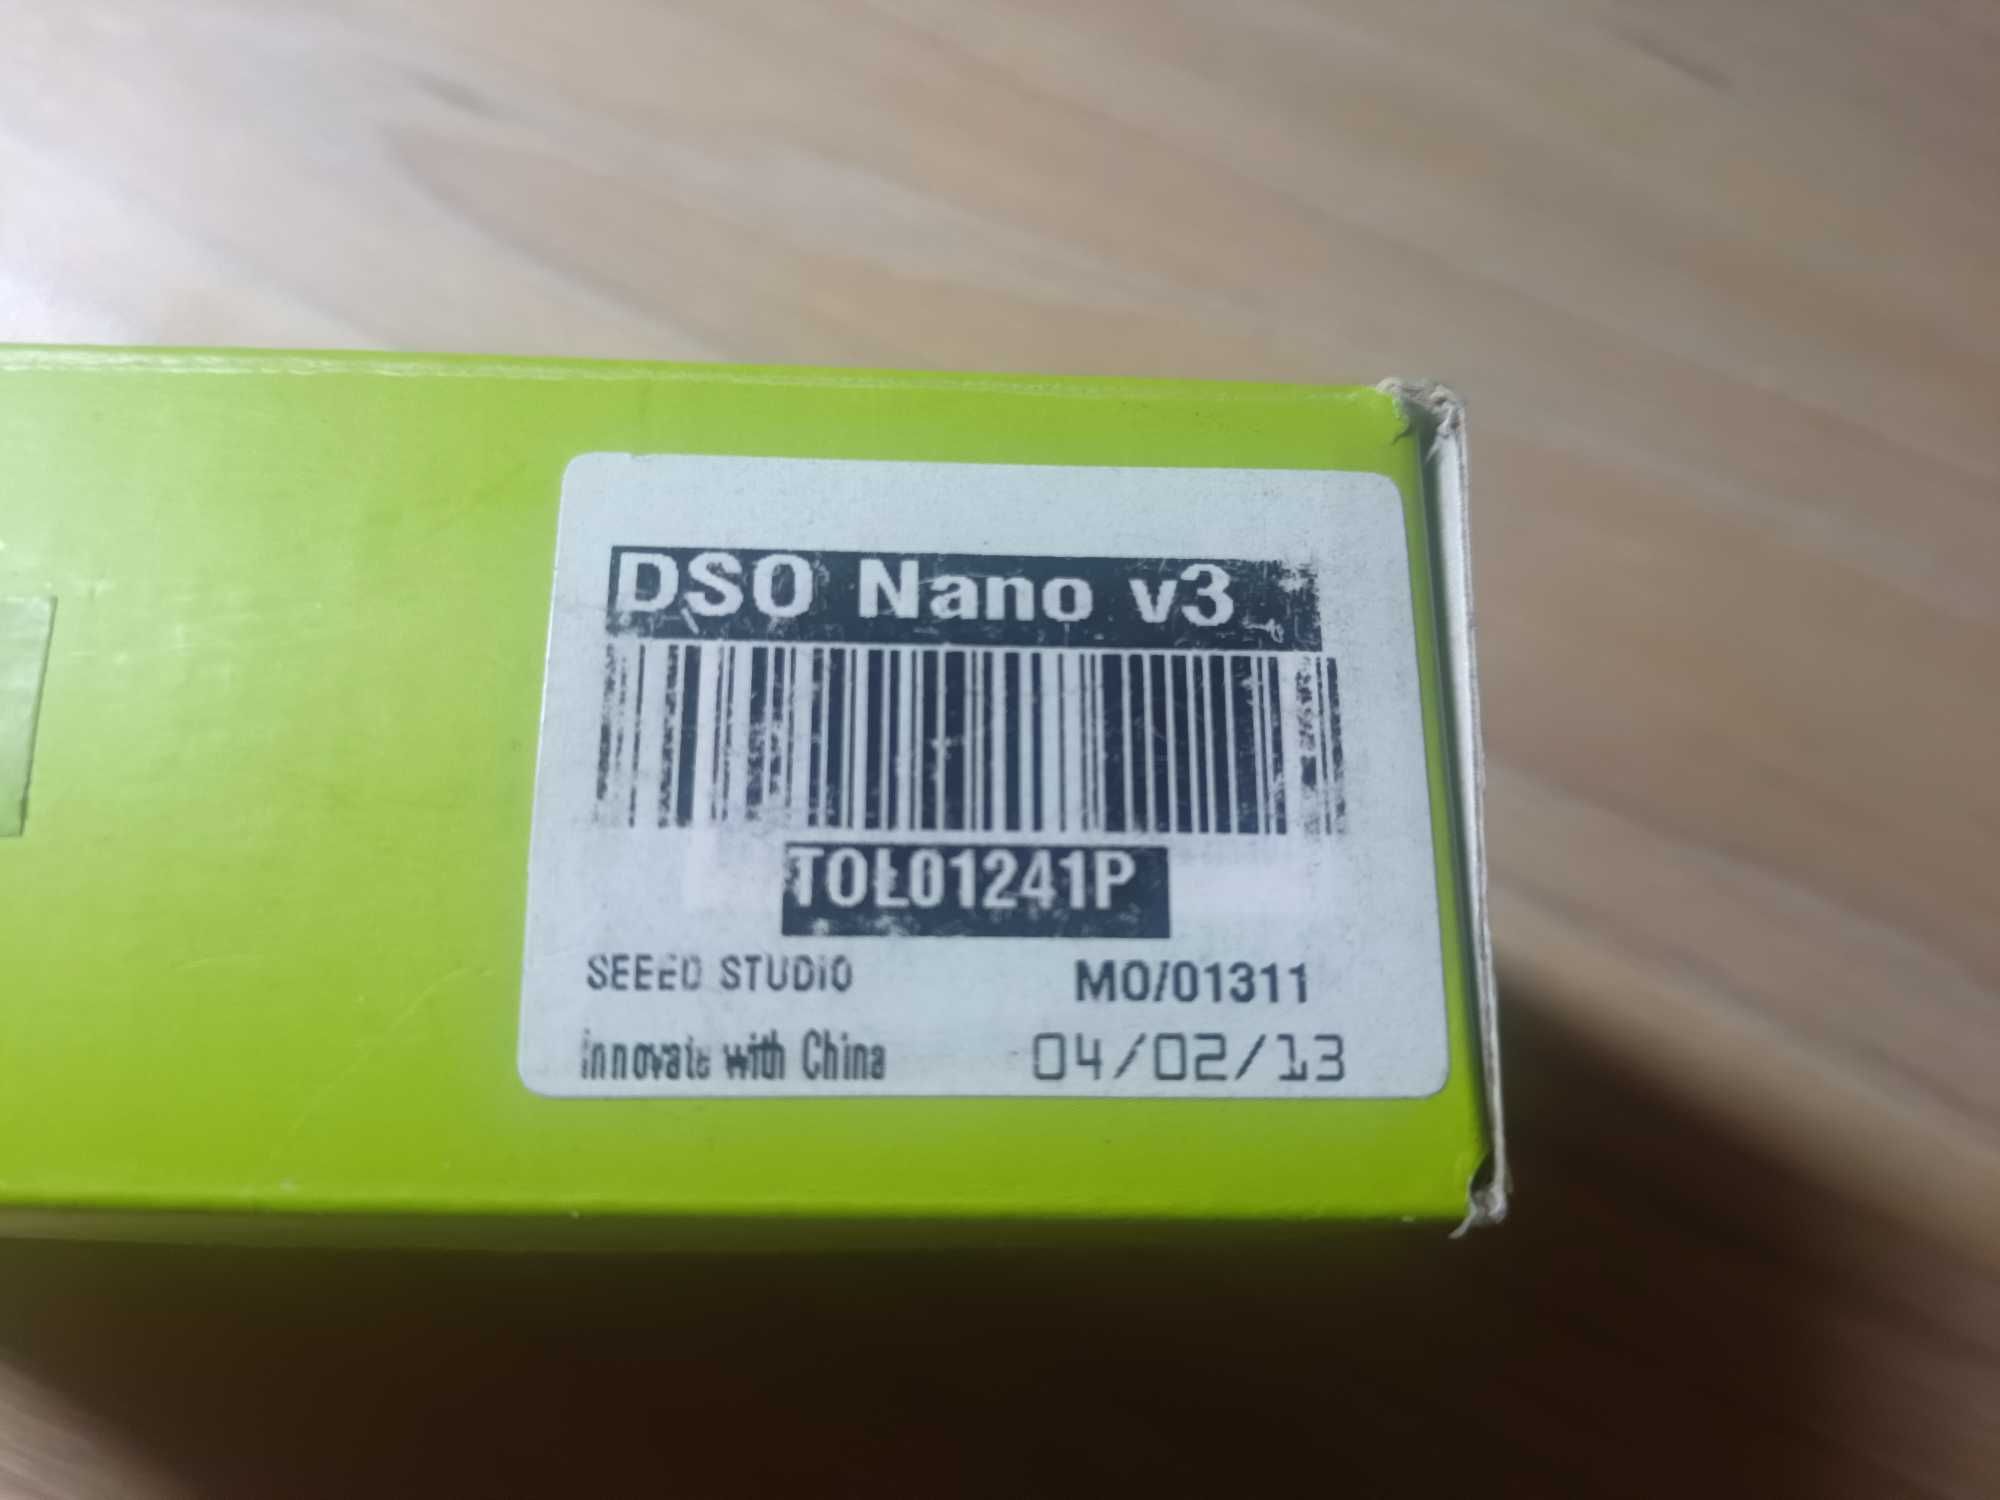 DSO Nano v3
TOL01241P
SEEED STUDIO
MO/01311
innovate with China
04/02/13